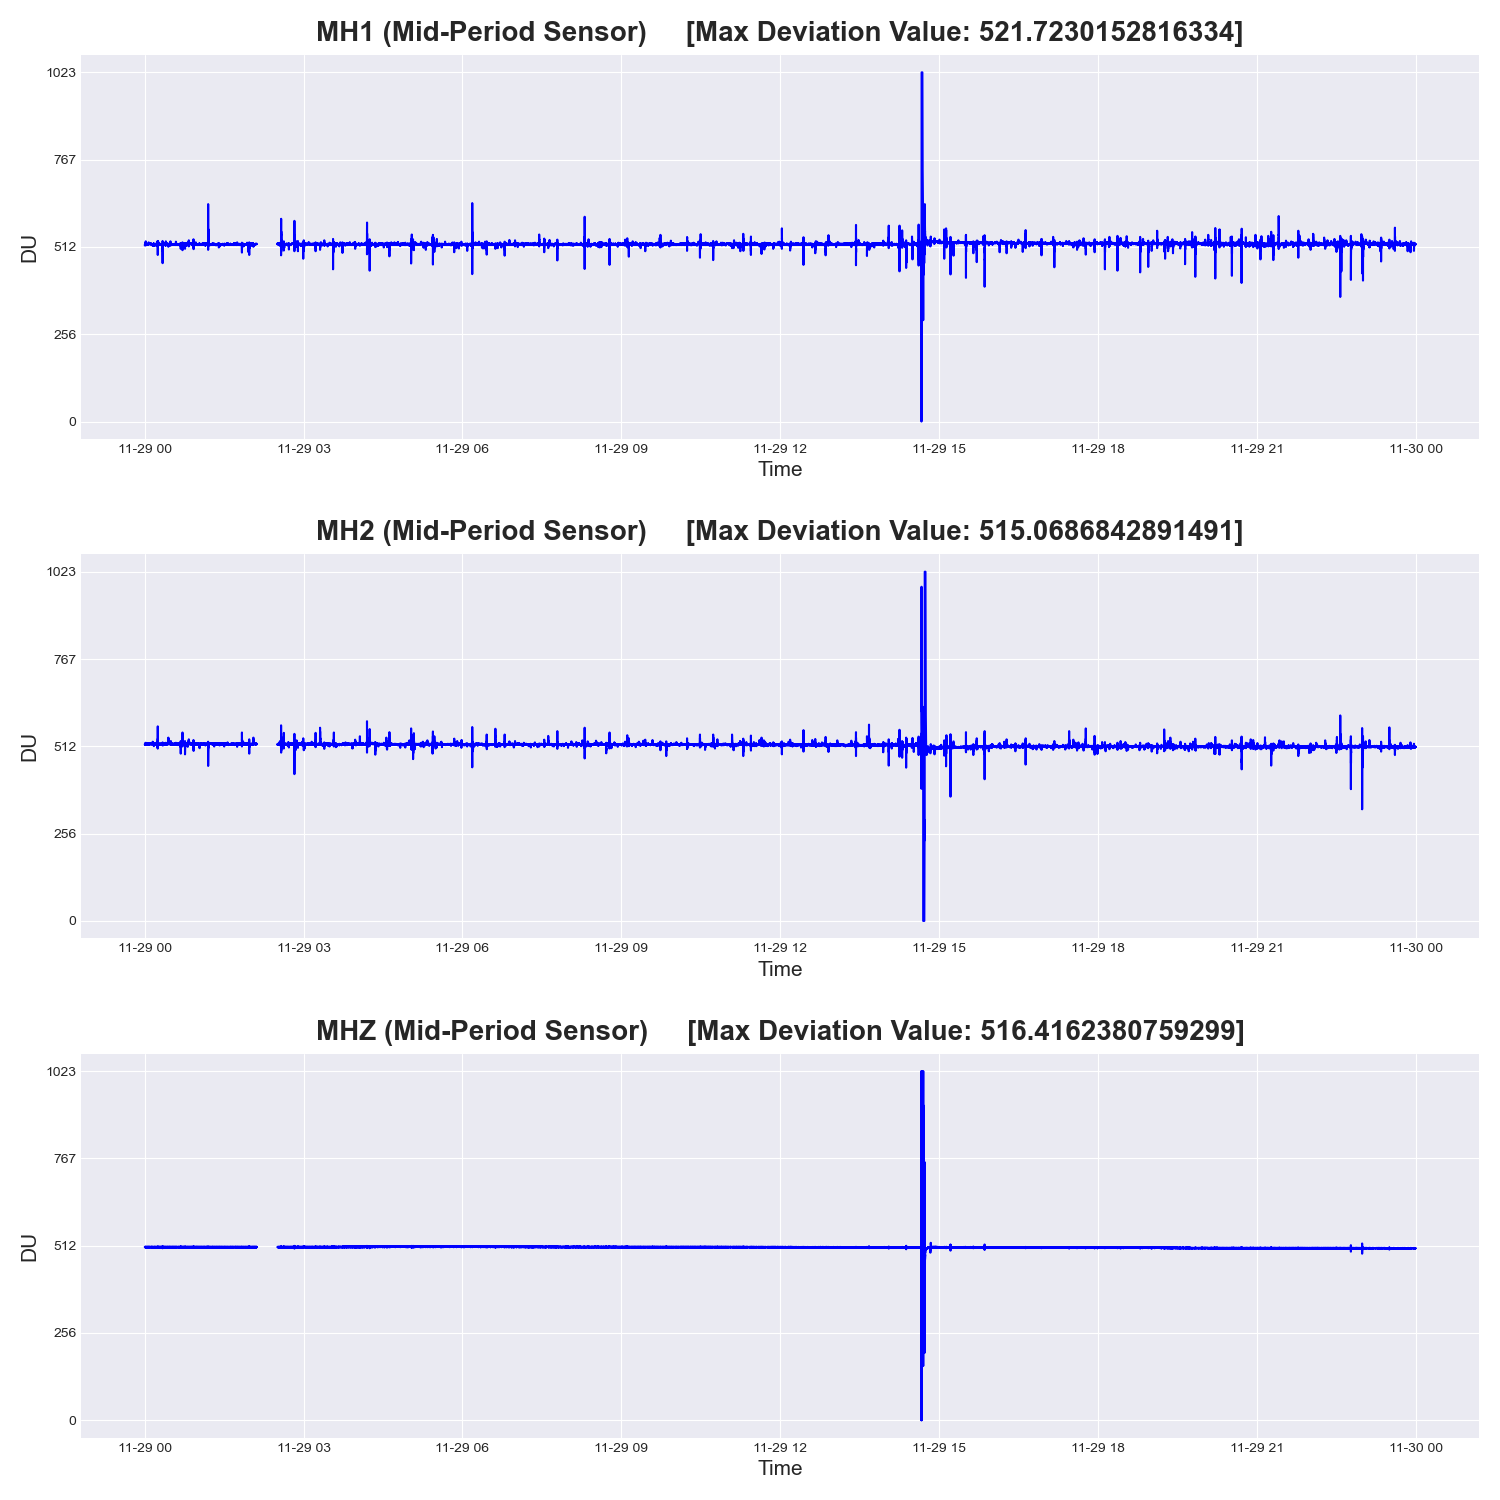 MH1 (Mid-Period Sensor) [Max Deviation Value: 521.7230152816334]
DU
1023
767
512
256
0
11-29 00 11-29 03 11-29 06 11-29 09 11-29 12 11-29 15 11-29 18 11-29 21 11-30 00
Time
MH2 (Mid-Period Sensor) [Max Deviation Value: 515.0686842891491]
DU
1023
767
512
256
0
11-29 00 11-29 03 11-29 06 11-29 09 11-29 12 11-29 15 11-29 18 11-29 21 11-30 00
Time
MHZ (Mid-Period Sensor) [Max Deviation Value: 516.4162380759299]
DU
1023
767
512
256
0
11-29 00 11-29 03 11-29 06 11-29 09 11-29 12 11-29 15 11-29 18 11-29 21 11-30 00
Time